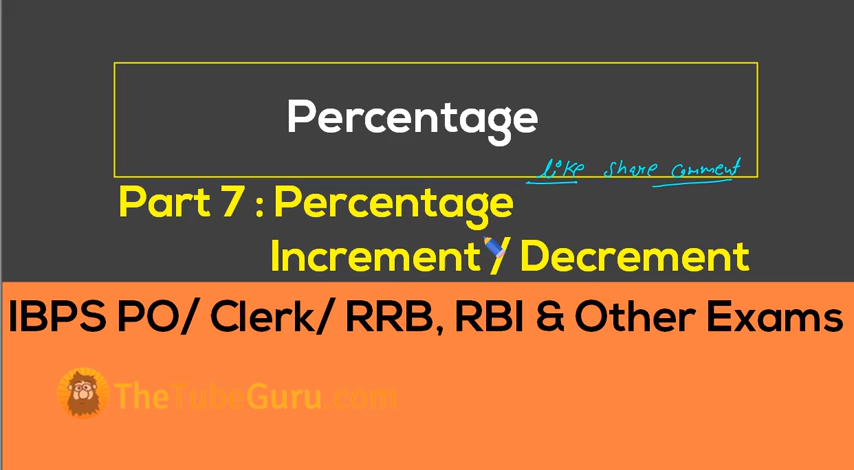 Percentage
like share comment
Part 7 : Percentage
Increment / Decrement
IBPS PO/ Clerk/ RRB, RBI & Other Exams
TheTubeGuru.com